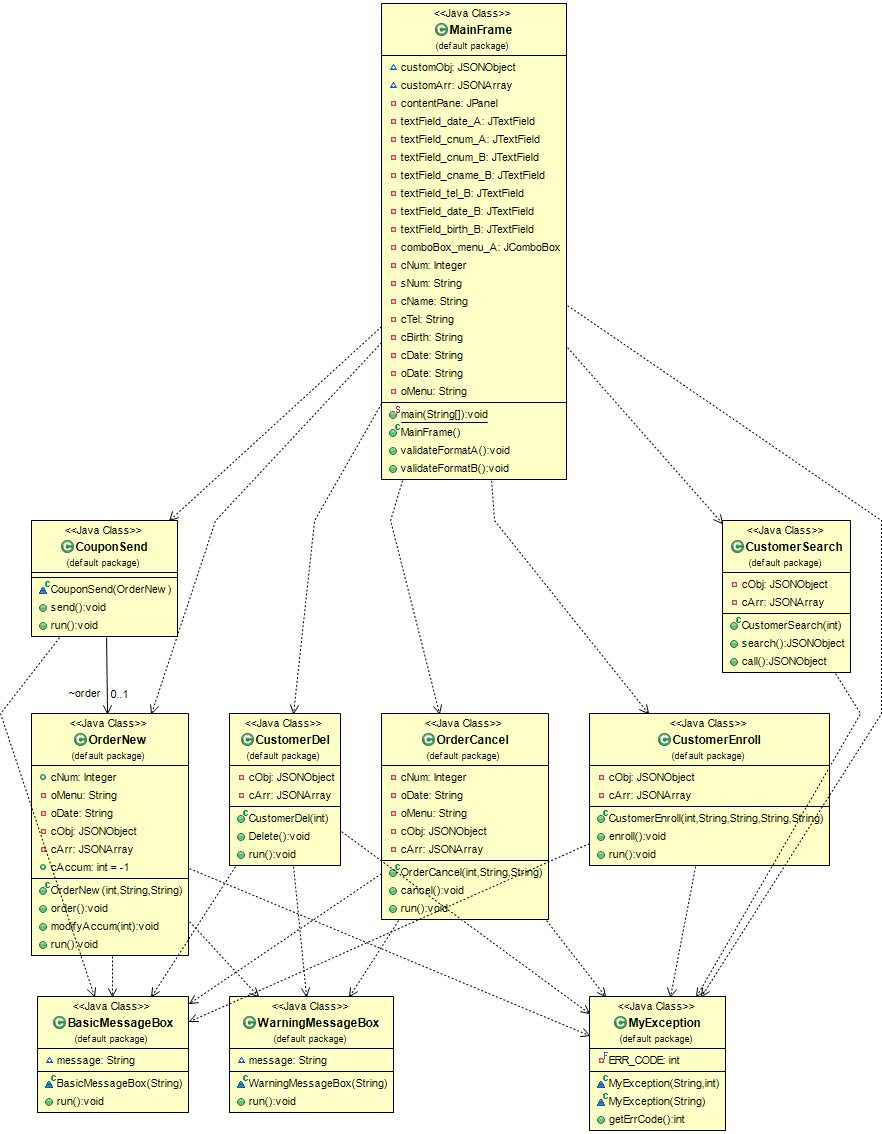 <<Java Class>>
MainFrame
(default package)
customObj: JSONObject
customArr: JSONArray
contentPane: JPanel
textField_date_A: JTextField
textField_cnum_A: JTextField
textField_cnum_B: JTextField
textField_cname_B: JTextField
textField_tel_B: JTextField
textField_date_B: JTextField
textField_birth_B: JTextField
comboBox_menu_A: JComboBox
cNum: Integer
sNum: String
cName: String
cTel: String
cBirth: String
cDate: String
oDate: String
oMenu: String
main(String[]):void
MainFrame()
validateFormatA():void
validateFormatB():void
<<Java Class>>
CouponSend
(default package)
CouponSend(OrderNew)
send():void
run():void
<<Java Class>>
CustomerSearch
(default package)
cObj: JSONObject
cArr: JSONArray
CustomerSearch(int)
search():JSONObject
call():JSONObject
~order 0..1
<<Java Class>>
OrderNew
(default package)
cNum: Integer
oMenu: String
oDate: String
cObj: JSONObject
cArr: JSONArray
cAccum: int = -1
OrderNew(int,String,String)
order():void
modifyAccum(int):void
run():void
<<Java Class>>
CustomerDel
(default package)
cObj: JSONObject
cArr: JSONArray
CustomerDel(int)
Delete():void
run():void
<<Java Class>>
OrderCancel
(default package)
cNum: Integer
oDate: String
oMenu: String
cObj: JSONObject
cArr: JSONArray
OrderCancel(int,String,String)
cancel():void
run():void
<<Java Class>>
CustomerEnroll
(default package)
cObj: JSONObject
cArr: JSONArray
CustomerEnroll(int,String,String,String,String)
enroll():void
run():void
<<Java Class>>
BasicMessageBox
(default package)
message: String
BasicMessageBox(String)
run():void
<<Java Class>>
WarningMessageBox
(default package)
message: String
WarningMessageBox(String)
run():void
<<Java Class>>
MyException
(default package)
ERR_CODE: int
MyException(String,int)
MyException(String)
getErrCode():int